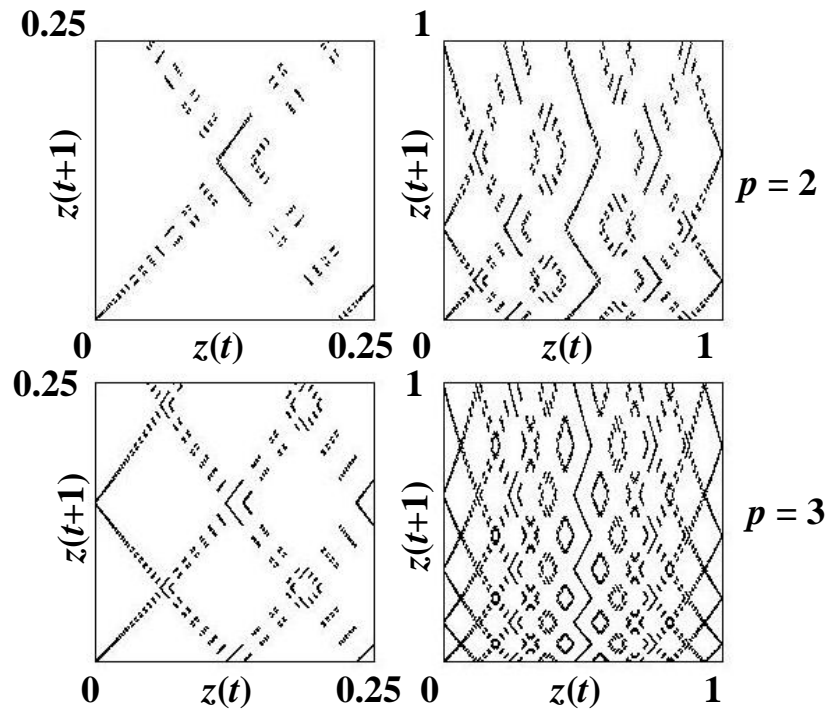 0.25
z(t+1)
0
z(t)
0.25
1
z(t+1)
0
z(t)
1
p = 2
0.25
z(t+1)
0
z(t)
0.25
1
z(t+1)
0
z(t)
1
p = 3